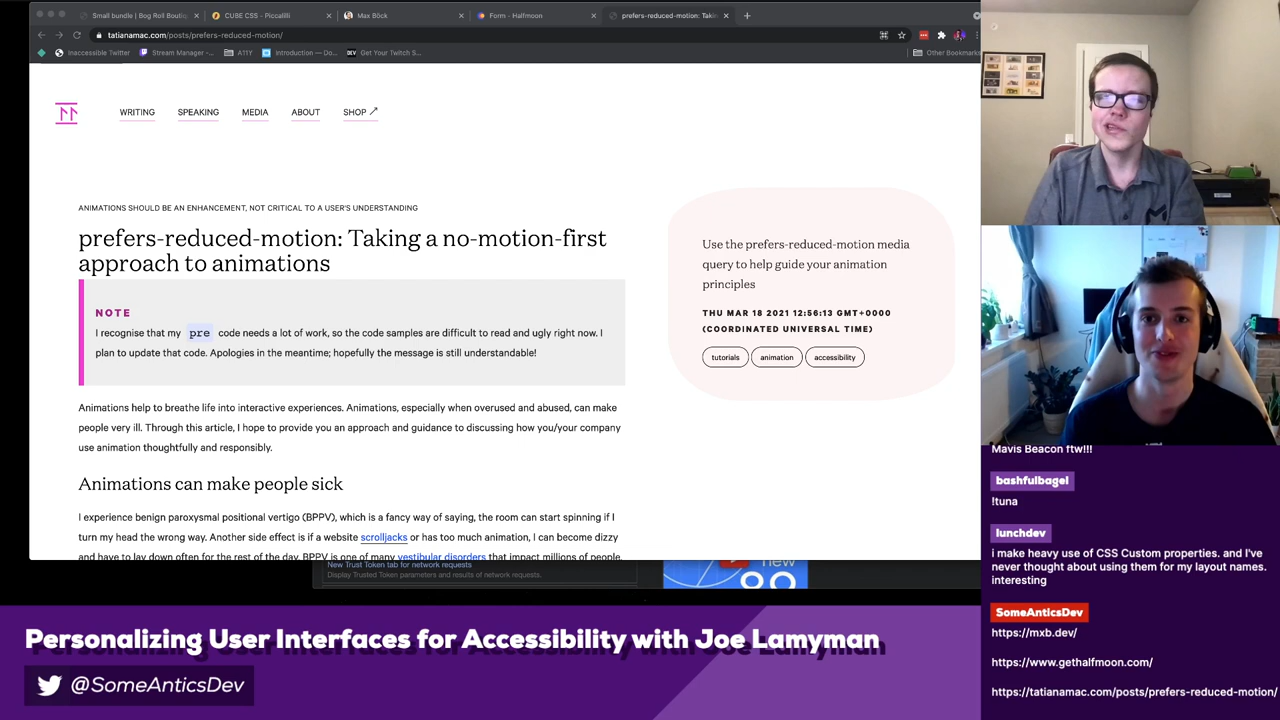 Small bundle | Bog Roll Boutiq
CUBE CSS - Piccalilli
Max Böck
Form - Halfmoon
prefers-reduced-motion: Takin
tatianamac.com/posts/prefers-reduced-motion/
Inaccessible Twitter
Stream Manager -...
A11Y
Introduction — Do...
Get Your Twitch S...
Other Bookmarks
WRITING
SPEAKING
MEDIA
ABOUT
SHOP ↗
ANIMATIONS SHOULD BE AN ENHANCEMENT, NOT CRITICAL TO A USER'S UNDERSTANDING
prefers-reduced-motion: Taking a no-motion-first
approach to animations
NOTE
I recognise that my pre code needs a lot of work, so the code samples are difficult to read and ugly right now. I
plan to update that code. Apologies in the meantime; hopefully the message is still understandable!
Animations help to breathe life into interactive experiences. Animations, especially when overused and abused, can make
people very ill. Through this article, I hope to provide you an approach and guidance to discussing how you/your company
use animation thoughtfully and responsibly.
Animations can make people sick
I experience benign paroxysmal positional vertigo (BPPV), which is a fancy way of saying, the room can start spinning if I
turn my head the wrong way. Another side effect is if a website scrolljacks or has too much animation, I can become dizzy
and have to lay down often for the rest of the day. BPPV is one of many vestibular disorders that impact millions of people.
Use the prefers-reduced-motion media
query to help guide your animation
principles
THU MAR 18 2021 12:56:13 GMT+0000
(COORDINATED UNIVERSAL TIME)
tutorials
animation
accessibility
New Trust Token tab for network requests
Display Trusted Token parameters and results of network requests.
new
Personalizing User Interfaces for Accessibility with Joe Lamyman
@SomeAnticsDev
Mavis Beacon ftw!!!
bashfulbagel
!tuna
lunchdev
i make heavy use of CSS Custom properties. and I've
never thought about using them for my layout names.
interesting
SomeAnticsDev
https://mxb.dev/
https://www.gethalfmoon.com/
https://tatianamac.com/posts/prefers-reduced-motion/